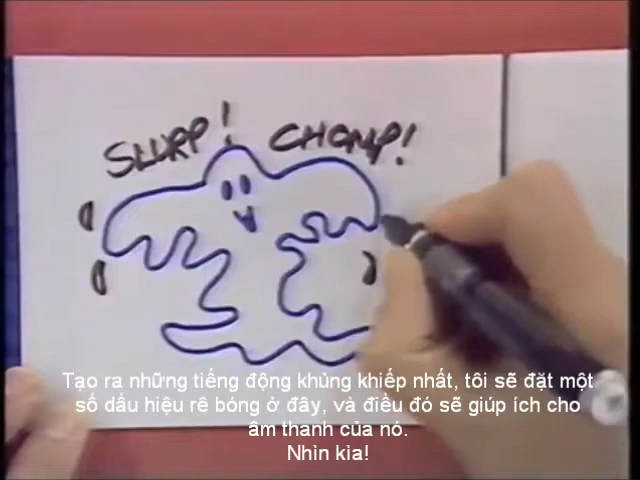 SLURP! CHOMP!
Tạo ra những tiếng động khủng khiếp nhất, tôi sẽ đặt một
số dấu hiệu rê bóng ở đây, và điều đó sẽ giúp ích cho
âm thanh của nó.
Nhìn kìa!